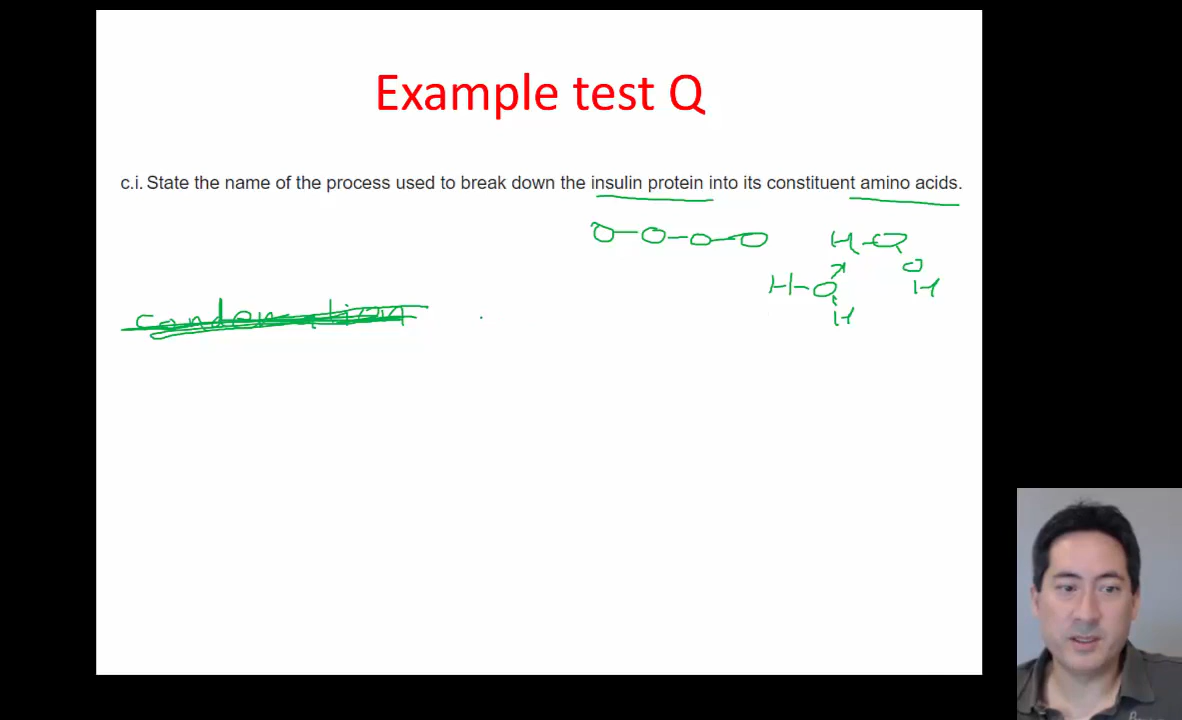 Example test Q
c.i. State the name of the process used to break down the insulin protein into its constituent amino acids.
H-O
H-O
H
H